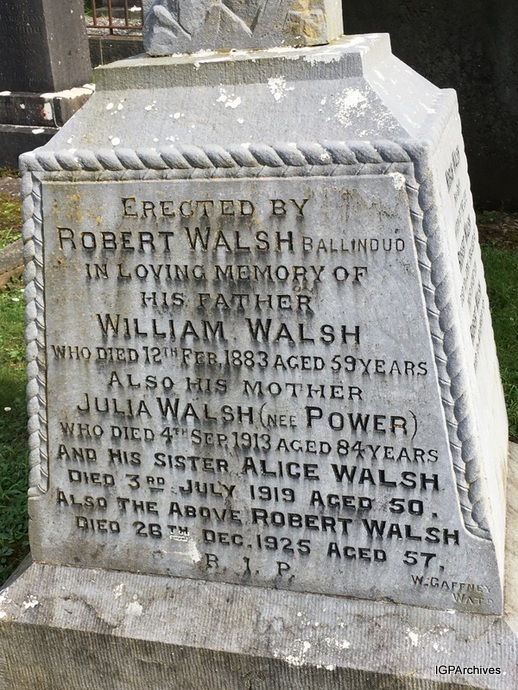 ERECTED BY
ROBERT WALSH BALLINDUD
IN LOVING MEMORY OF
HIS FATHER
WILLIAM WALSH
WHO DIED 12TH FEB, 1883 AGED 59 YEARS
ALSO HIS MOTHER
JULIA WALSH (NEE POWER)
WHO DIED 4TH SEP, 1913 AGED 84 YEARS
AND HIS SISTER ALICE WALSH
DIED 3RD JULY 1919 AGED 50.
ALSO THE ABOVE ROBERT WALSH
DIED 26TH DEC. 1925 AGED 57.
R. I. P.
W. GAFFNEY
IGPArchives